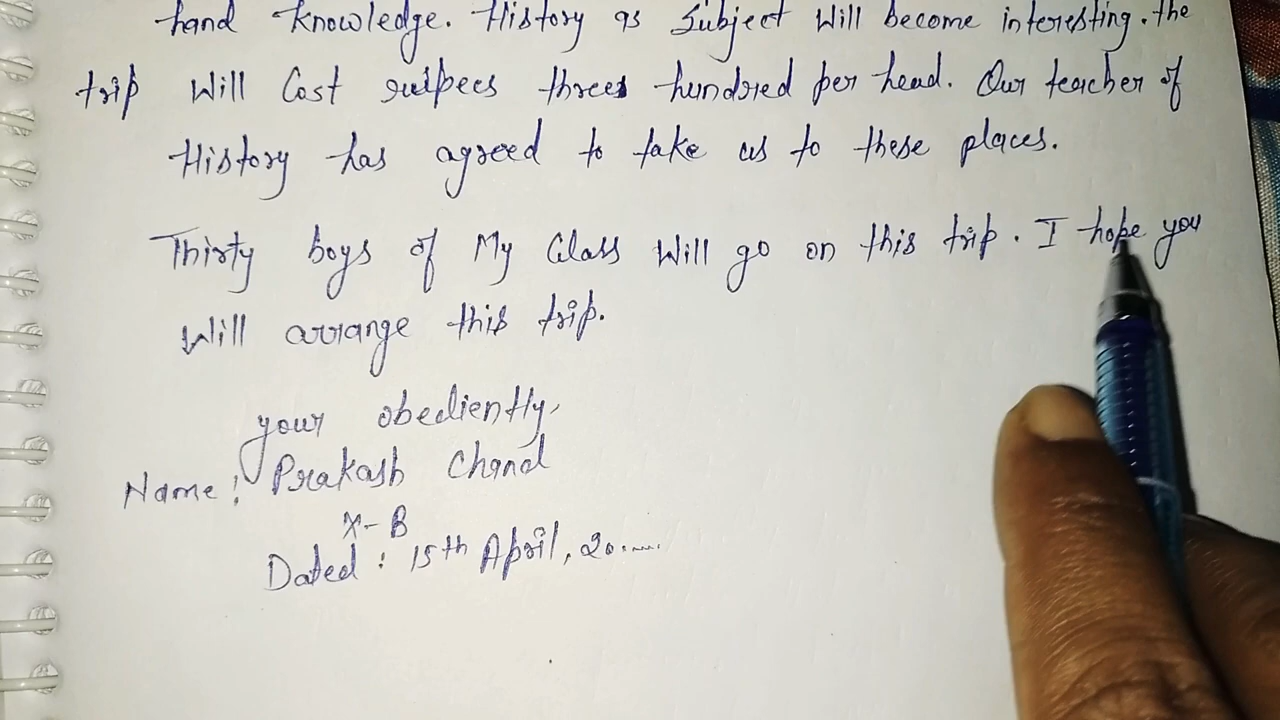 hand knowledge. History as Subject Will become interesting. the
trip Will Cost rulpees threes hundred per head. Our teacher of
History has agreed to take us to these places.
Thirty boys of My Class Will go on this trip. I hope you
Will arrange this trip.
your obediently,
Name: Prakash Chand
X-B
Dated: 15th April, 20......